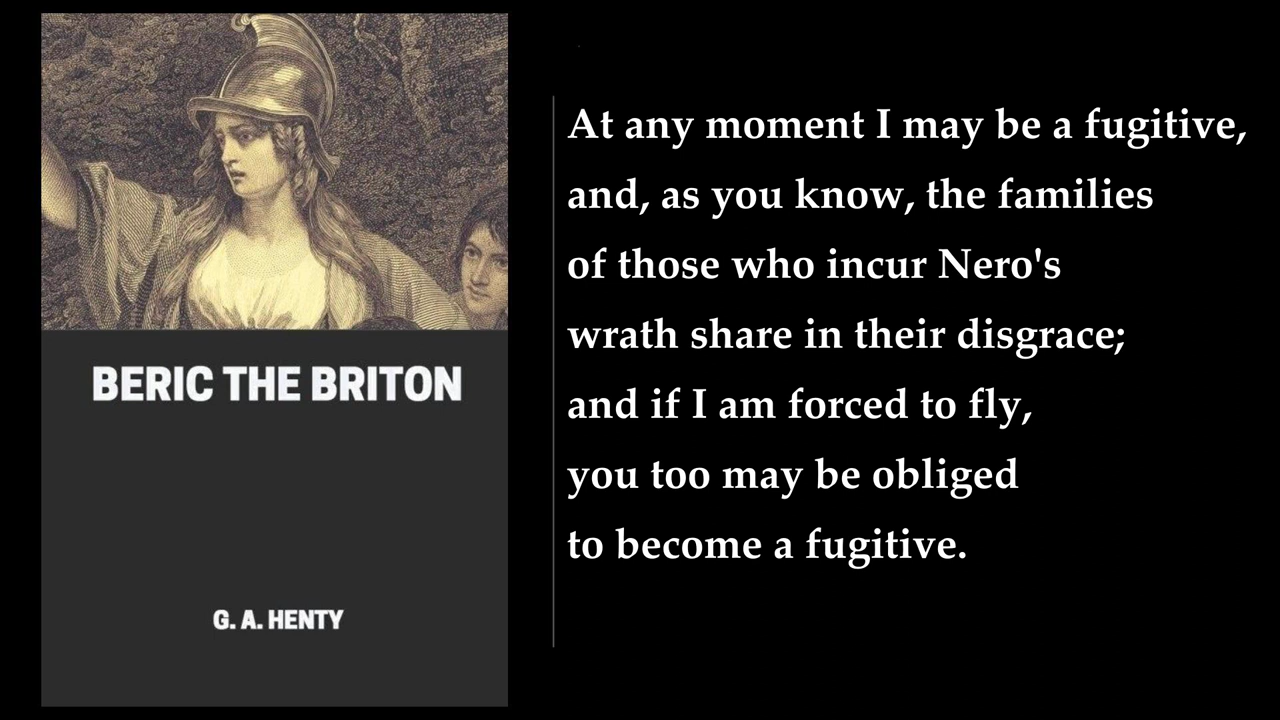 BERIC THE BRITON
G. A. HENTY
At any moment I may be a fugitive,
and, as you know, the families
of those who incur Nero's
wrath share in their disgrace;
and if I am forced to fly,
you too may be obliged
to become a fugitive.